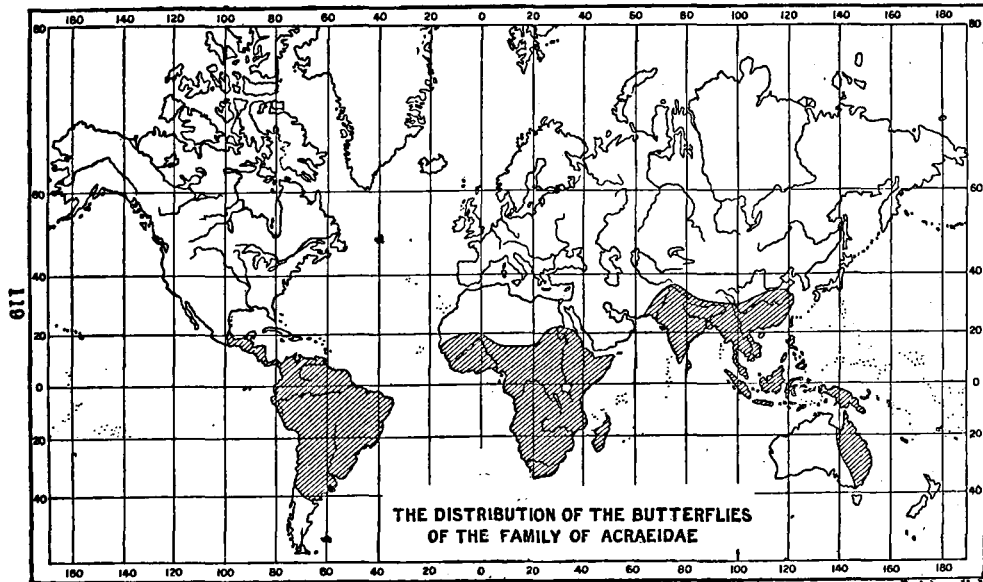 160 140 120 100 80 60 40 20 0 20 40 60 80 100 120 140 160 180
80 80
60 60
40 40
119
20 20
0 0
20 20
40 40
THE DISTRIBUTION OF THE BUTTERFLIES
OF THE FAMILY OF ACRAEIDAE
160 140 120 100 80 60 40 20 0 20 40 60 80 100 120 140 160 180